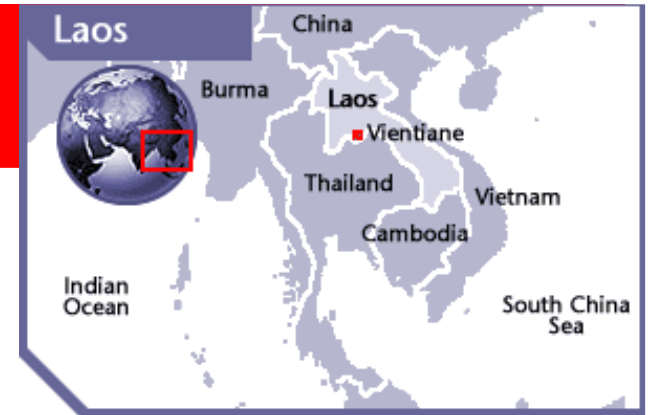 Laos
China
Burma
Laos
Vientiane
Thailand
Vietnam
Cambodia
Indian
Ocean
South China
Sea